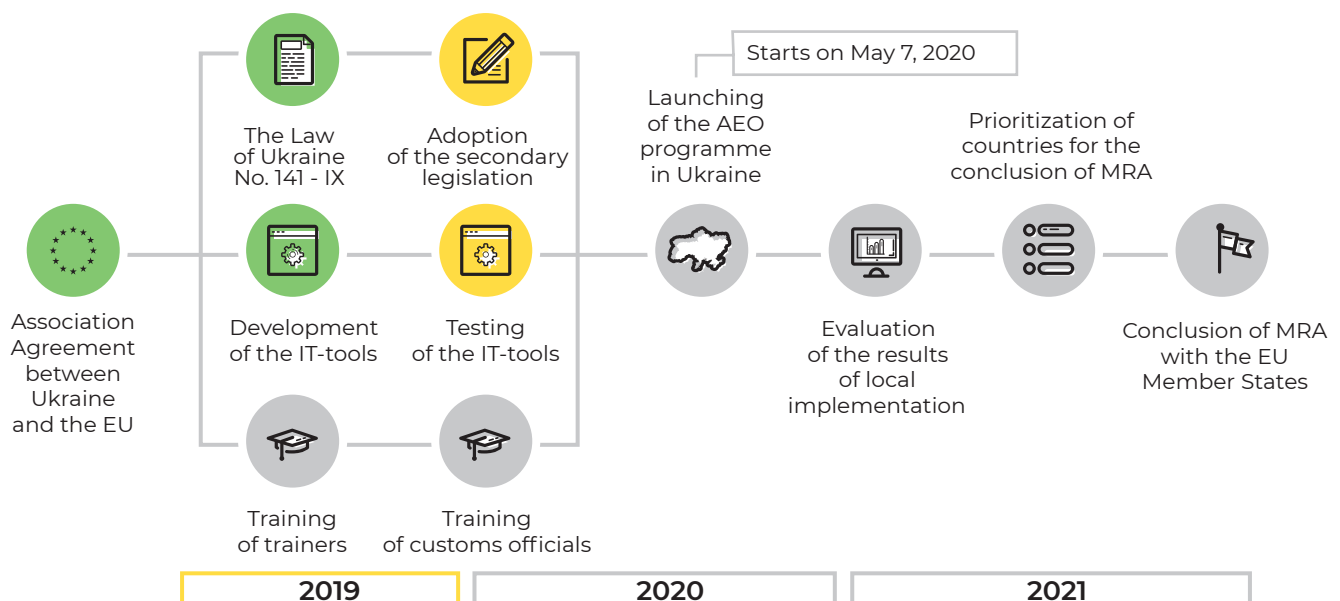 Starts on May 7, 2020
Launching
of the AEO
programme
in Ukraine
Prioritization of
countries for the
conclusion of MRA
The Law
of Ukraine
No. 141 - IX
Adoption
of the secondary
legislation
Association
Agreement
between
Ukraine
and the EU
Development
of the IT-tools
Testing
of the IT-tools
Evaluation
of the results
of local
implementation
Conclusion of MRA
with the EU
Member States
Training
of trainers
Training
of customs officials
2019
2020
2021